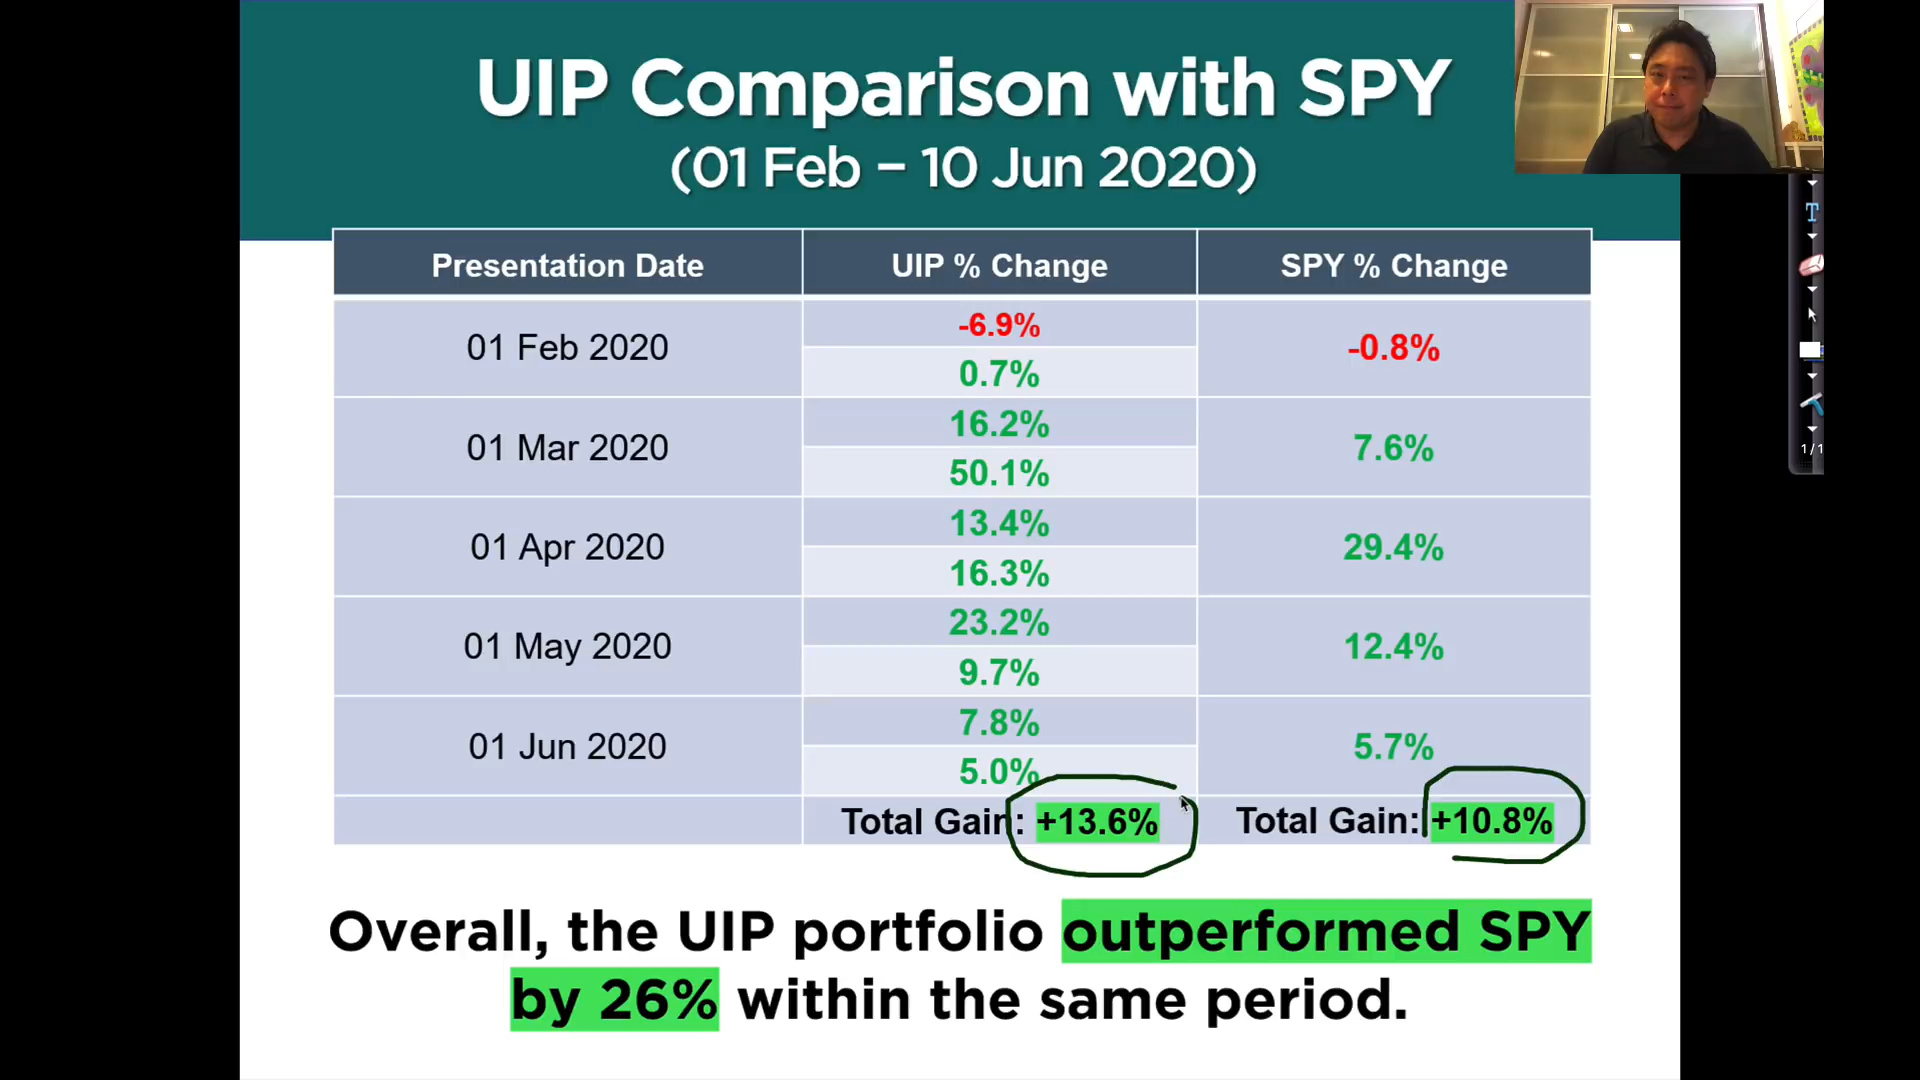 UIP Comparison with SPY
(01 Feb – 10 Jun 2020)
Presentation Date UIP % Change SPY % Change
01 Feb 2020 -6.9% -0.8%
0.7%
01 Mar 2020 16.2% 7.6%
50.1%
01 Apr 2020 13.4% 29.4%
16.3%
01 May 2020 23.2% 12.4%
9.7%
01 Jun 2020 7.8% 5.7%
5.0%
Total Gain: +13.6% Total Gain: +10.8%
Overall, the UIP portfolio outperformed SPY
by 26% within the same period.
T
1/1